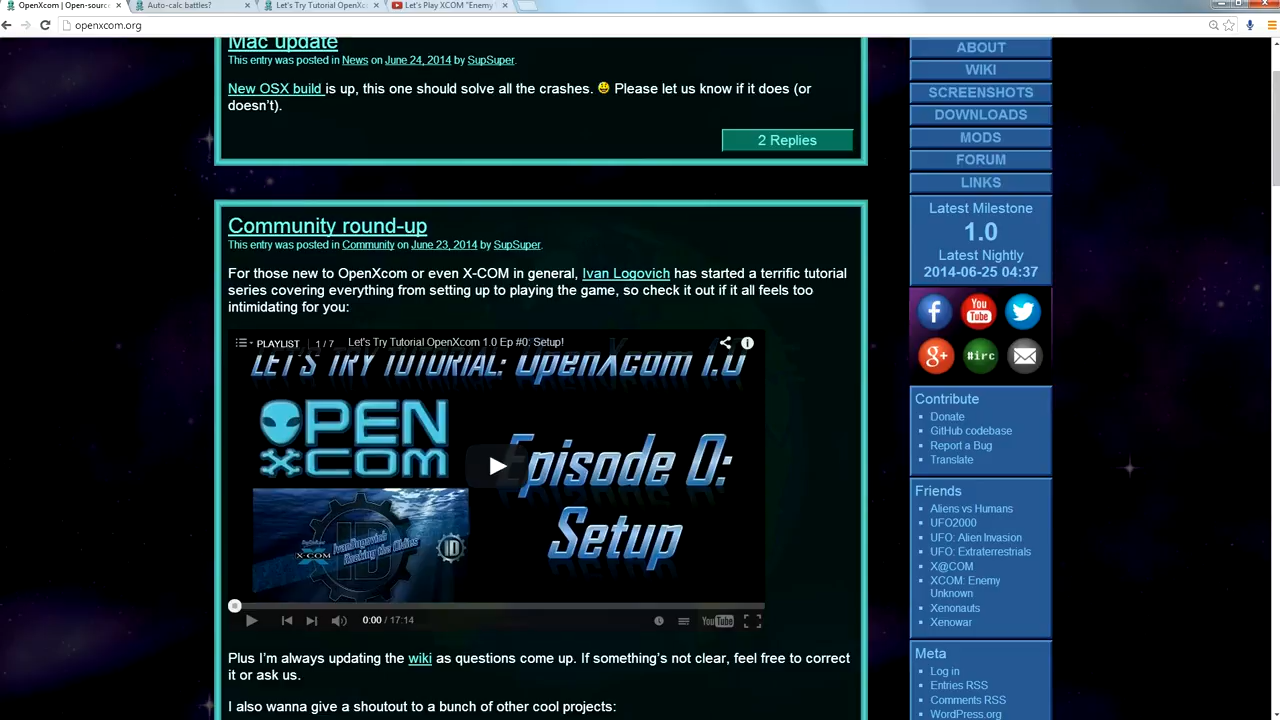 OpenXcom | Open-sourc
Auto-calc battles?
Let's Try Tutorial OpenXc
Let's Play XCOM "Enemy
openxcom.org
Mac update
This entry was posted in News on June 24, 2014 by SupSuper.
New OSX build is up, this one should solve all the crashes. Please let us know if it does (or
doesn't).
2 Replies
Community round-up
This entry was posted in Community on June 23, 2014 by SupSuper.
For those new to OpenXcom or even X-COM in general, Ivan Logovich has started a terrific tutorial
series covering everything from setting up to playing the game, so check it out if it all feels too
intimidating for you:
PLAYLIST 1/7 Let's Try Tutorial OpenXcom 1.0 Ep #0: Setup!
LET'S TRY TUTORIAL: OpenXcom 1.0
OPEN
XCOM
Episode 0:
Setup
X-COM
ID
ID
0:00 / 17:14
YouTube
Plus I'm always updating the wiki as questions come up. If something's not clear, feel free to correct
it or ask us.
I also wanna give a shoutout to a bunch of other cool projects:
ABOUT
WIKI
SCREENSHOTS
DOWNLOADS
MODS
FORUM
LINKS
Latest Milestone
1.0
Latest Nightly
2014-06-25 04:37
f
You
Tube
g+
#irc
Contribute
Donate
GitHub codebase
Report a Bug
Translate
Friends
Aliens vs Humans
UFO2000
UFO: Alien Invasion
UFO: Extraterrestrials
X@COM
XCOM: Enemy
Unknown
Xenonauts
Xenowar
Meta
Log in
Entries RSS
Comments RSS
WordPress.org